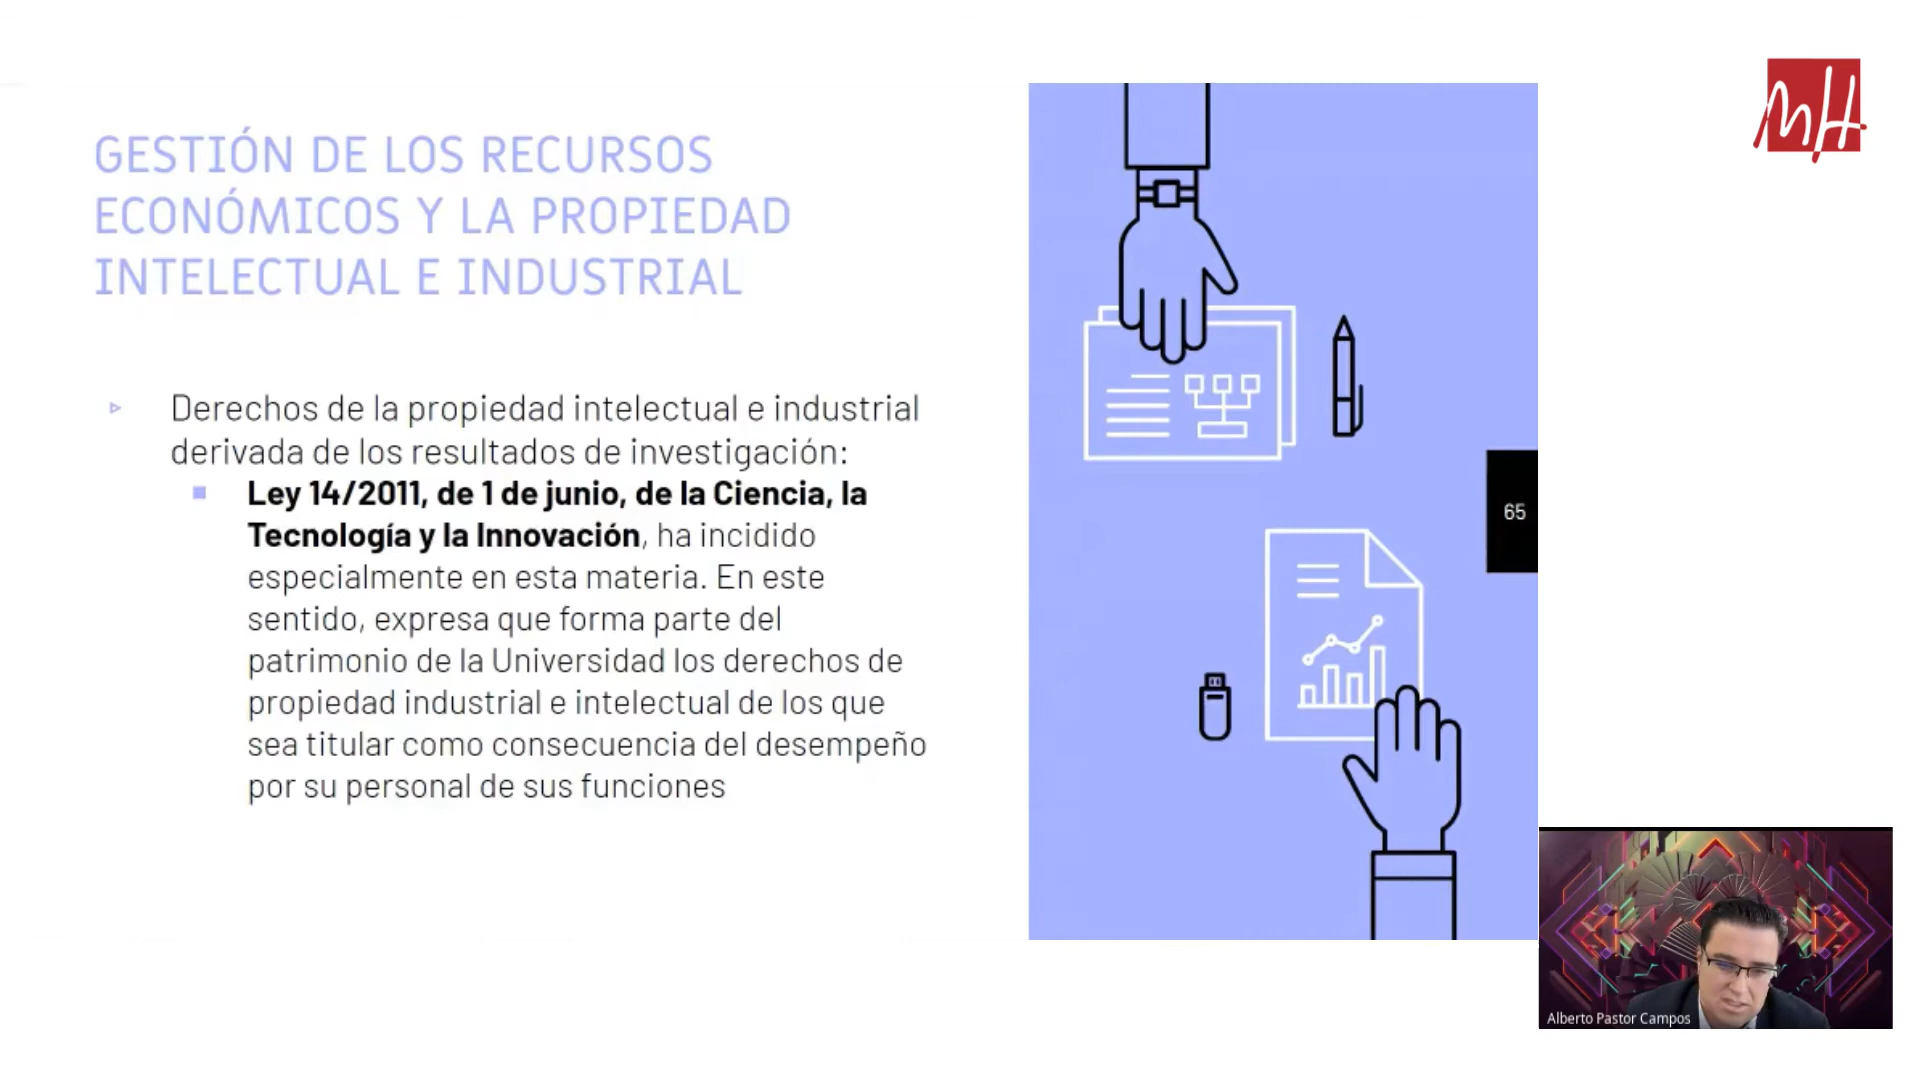 GESTIÓN DE LOS RECURSOS
ECONÓMICOS Y LA PROPIEDAD
INTELECTUAL E INDUSTRIAL
Derechos de la propiedad intelectual e industrial
derivada de los resultados de investigación:
Ley 14/2011, de 1 de junio, de la Ciencia, la
Tecnología y la Innovación, ha incidido
especialmente en esta materia. En este
sentido, expresa que forma parte del
patrimonio de la Universidad los derechos de
propiedad industrial e intelectual de los que
sea titular como consecuencia del desempeño
por su personal de sus funciones
65
MH
Alberto Pastor Campos